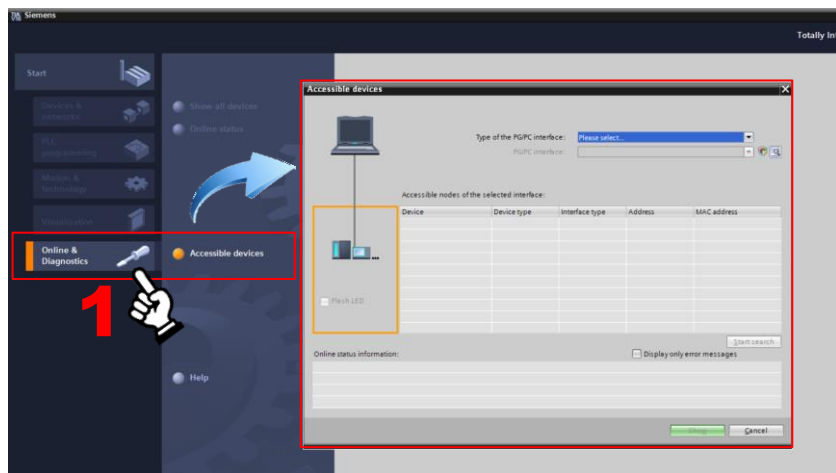 Siemens
Totally In
Start
Devices &
networks
PLC
programming
Motion &
technology
Visualization
Online &
Diagnostics
Show all devices
Online status
Accessible devices
Help
1
Accessible devices
Type of the PG/PC interface: Please select...
PG/PC interface:
Accessible nodes of the selected interface:
Device Device type Interface type Address MAC address
Flash LED
Start search
Online status information: Display only error messages
Show Cancel